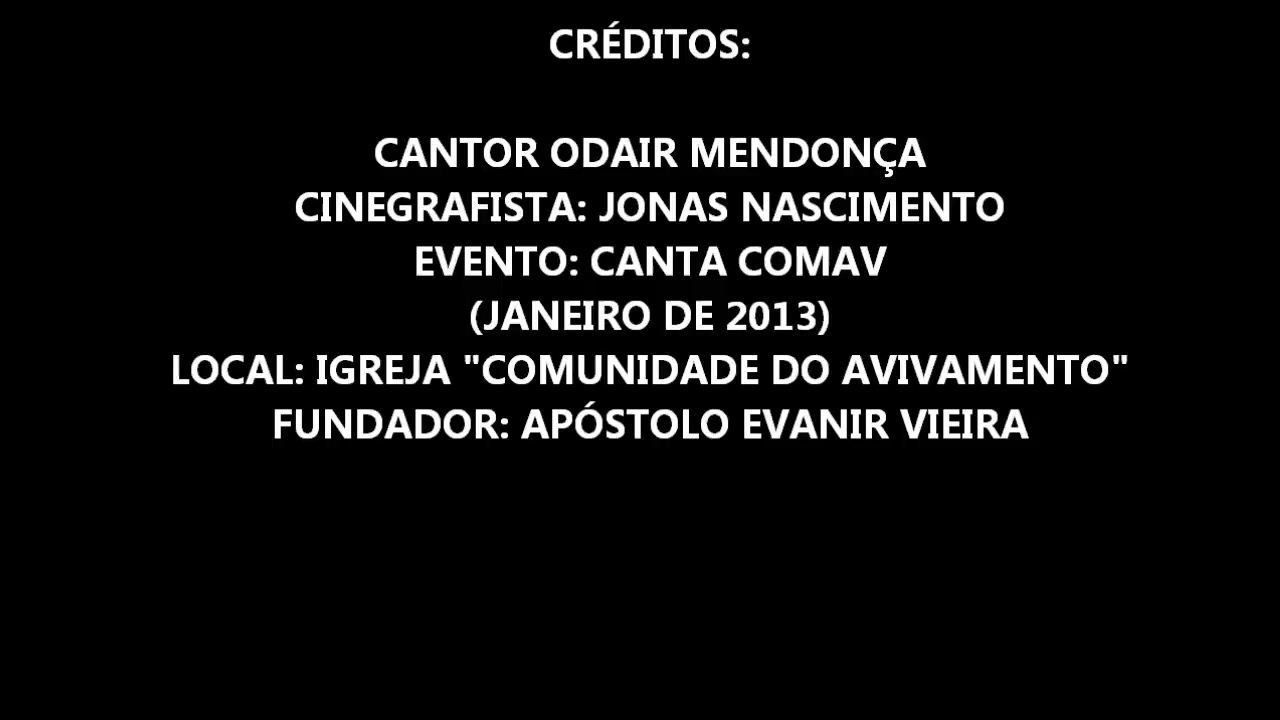 CRÉDITOS:
CANTOR ODAIR MENDONÇA
CINEGRAFISTA: JONAS NASCIMENTO
EVENTO: CANTA COMAV
(JANEIRO DE 2013)
LOCAL: IGREJA "COMUNIDADE DO AVIVAMENTO"
FUNDADOR: APÓSTOLO EVANIR VIEIRA